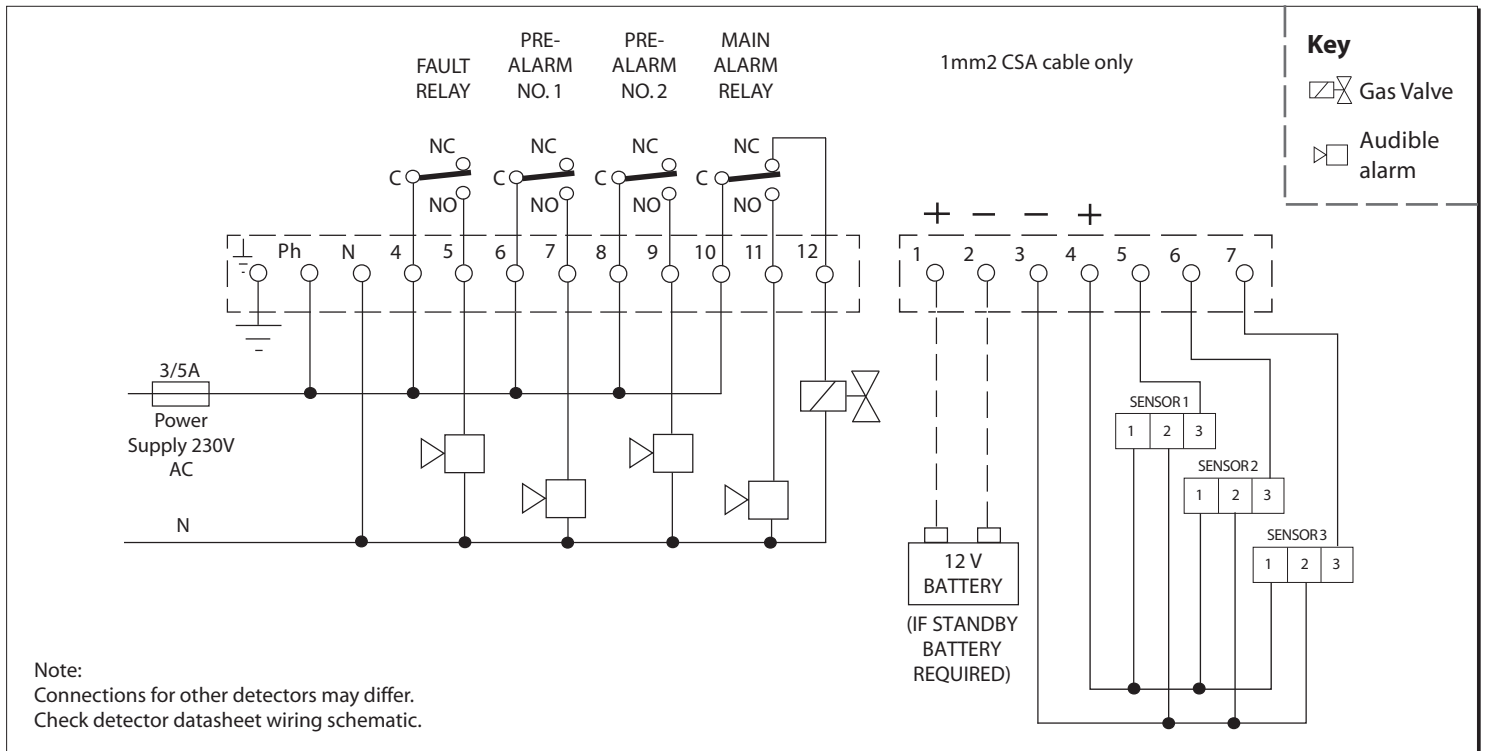 FAULT
RELAY
PRE-
ALARM
NO. 1
PRE-
ALARM
NO. 2
MAIN
ALARM
RELAY
1mm2 CSA cable only
Key
Gas Valve
Audible
alarm
NC NC NC NC
C C C C
NO NO NO NO
+ – – +
Ph N 4 5 6 7 8 9 10 11 12
1 2 3 4 5 6 7
3/5A
Power
Supply 230V
AC
N
SENSOR 1
1 2 3
SENSOR 2
1 2 3
SENSOR 3
1 2 3
12 V
BATTERY
(IF STANDBY
BATTERY
REQUIRED)
Note:
Connections for other detectors may differ.
Check detector datasheet wiring schematic.